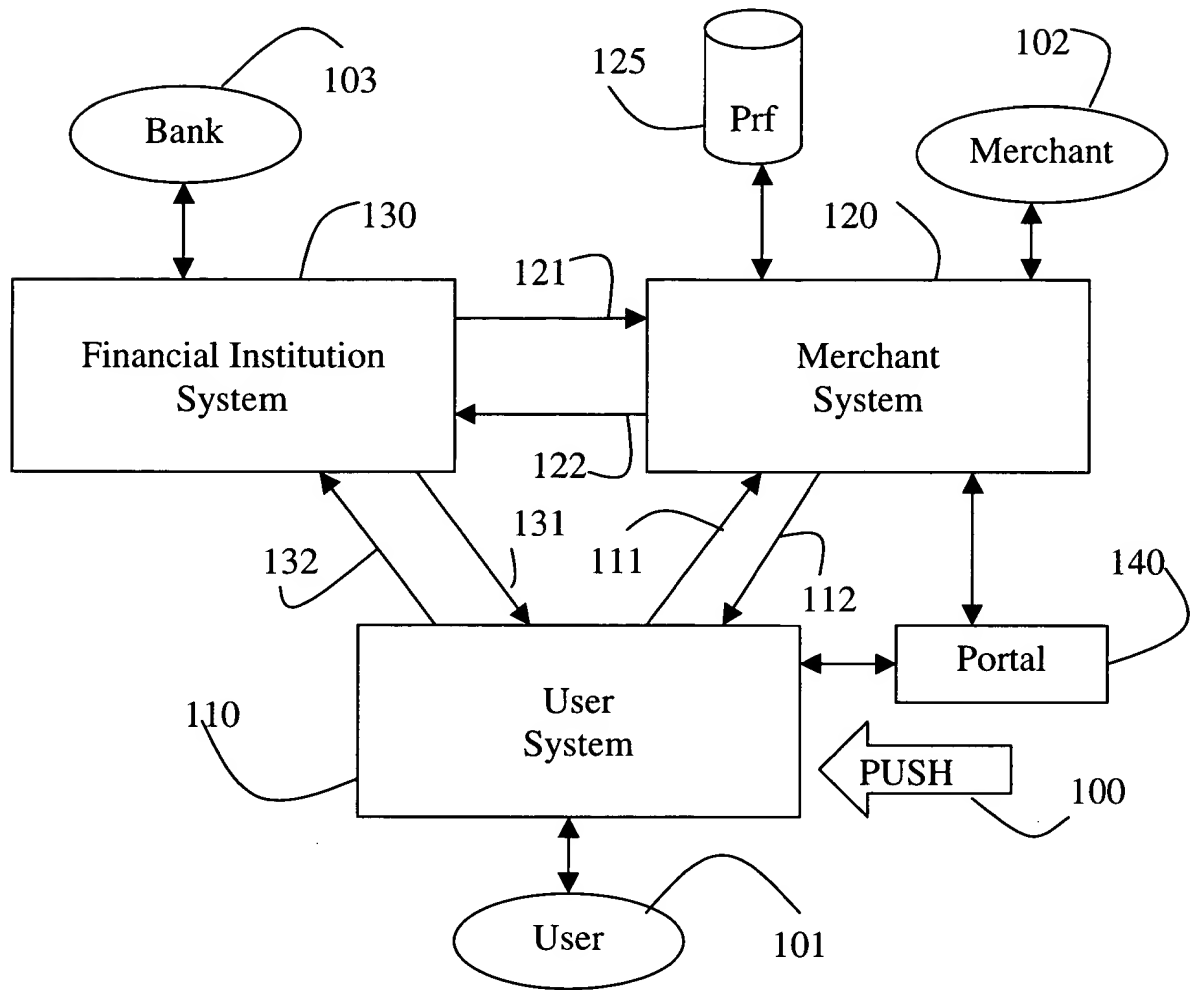 103
Bank
125
Prf
102
Merchant
130
120
121
Financial Institution
System
Merchant
System
122
132
131
111
112
140
Portal
110
User
System
PUSH
100
User
101